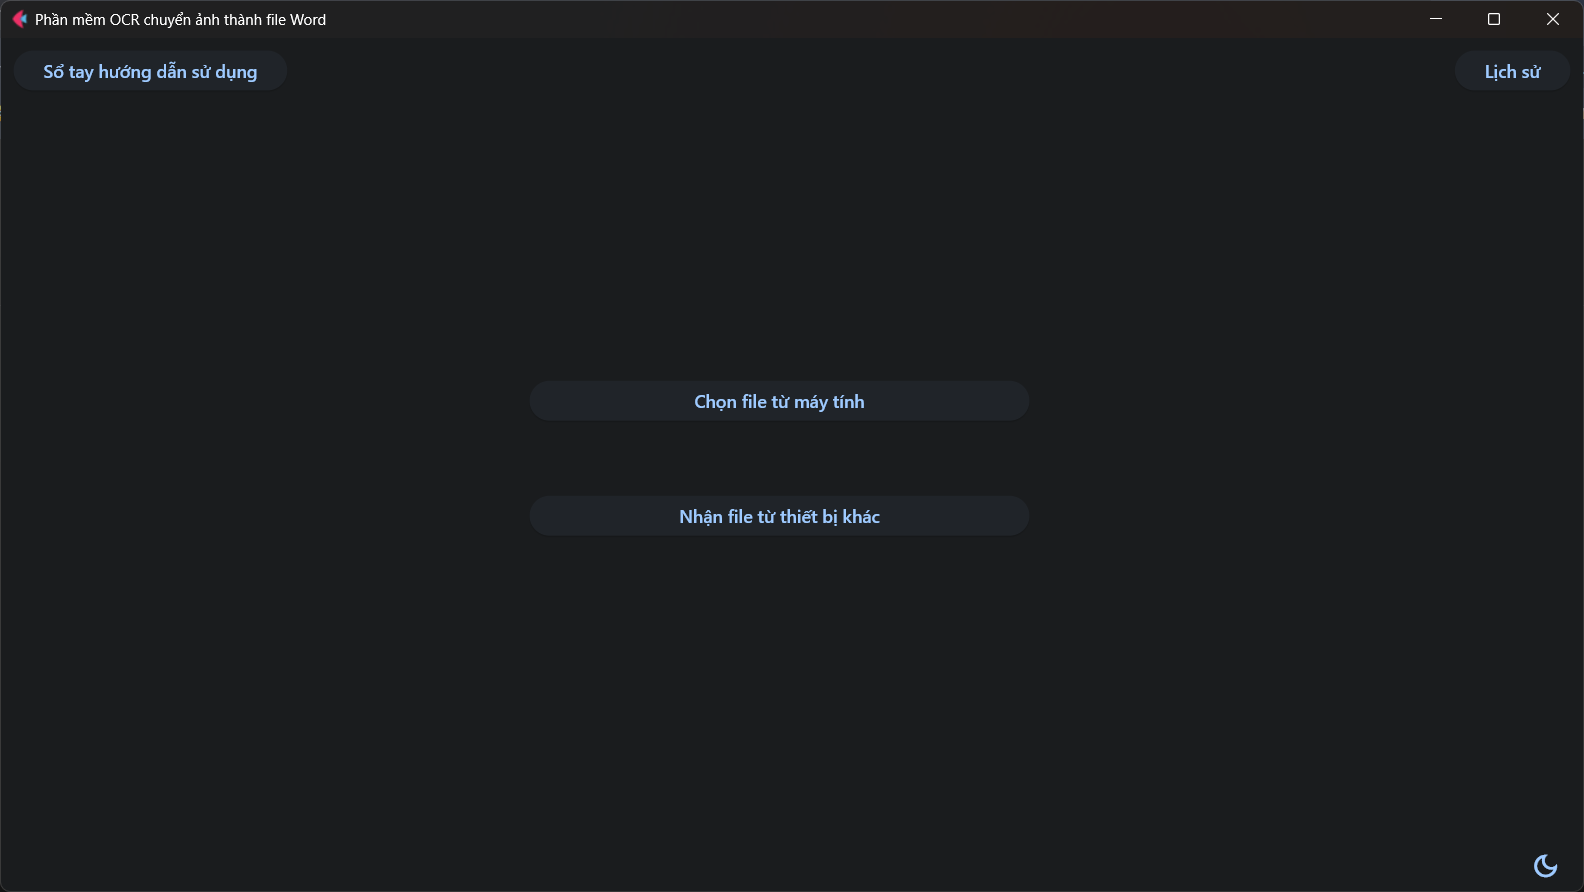 Phần mềm OCR chuyển ảnh thành file Word
Sổ tay hướng dẫn sử dụng
Lịch sử
Chọn file từ máy tính
Nhận file từ thiết bị khác